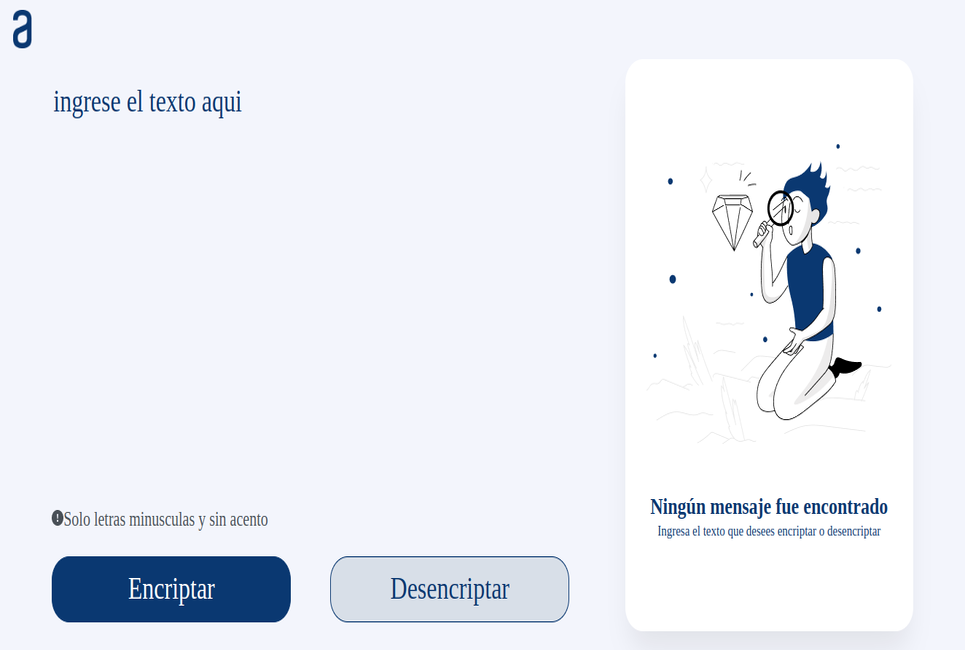 a
ingrese el texto aqui
Solo letras minusculas y sin acento
Encriptar
Desencriptar
Ningún mensaje fue encontrado
Ingresa el texto que desees encriptar o desencriptar